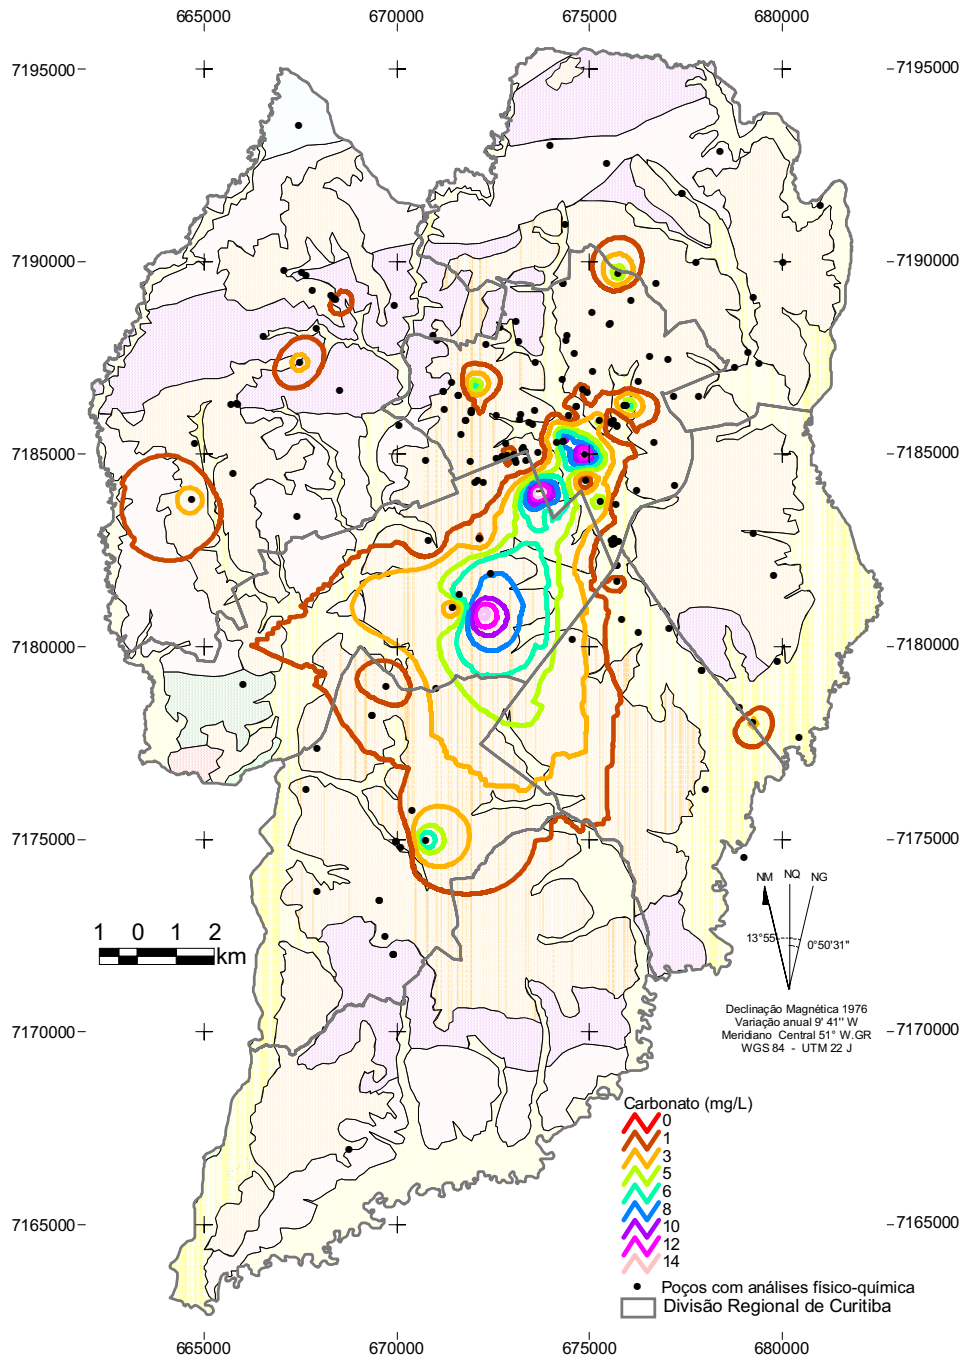 665000 670000 675000 680000
7195000 7195000
7190000 7190000
7185000 7185000
7180000 7180000
7175000 7175000
NM NQ NG
13°55' 0°50'31"
1 0 1 2
km
Declinação Magnética 1976
Variação anual 9' 41'' W
Meridiano Central 51° W.GR
WGS 84 - UTM 22 J
7170000 7170000
Carbonato (mg/L)
0
1
3
5
6
8
10
12
14
7165000 7165000
Poços com análises físico-química
Divisão Regional de Curitiba
665000 670000 675000 680000